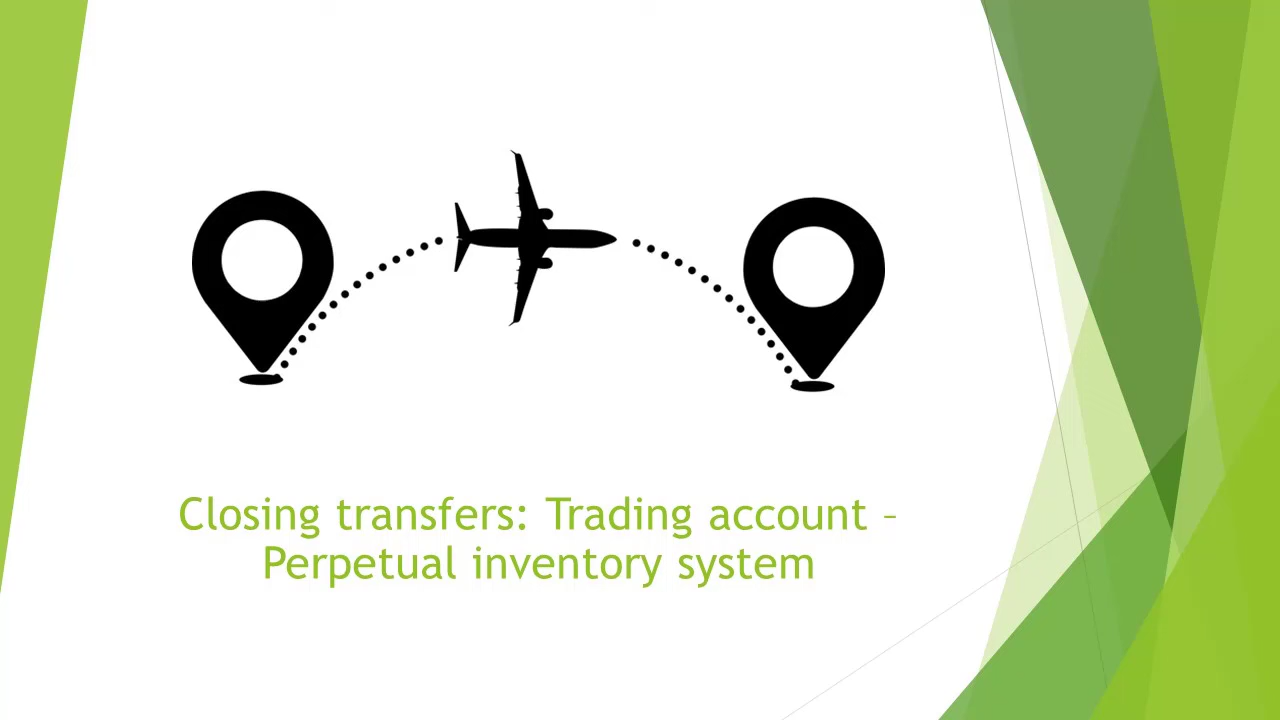 Closing transfers: Trading account –
Perpetual inventory system